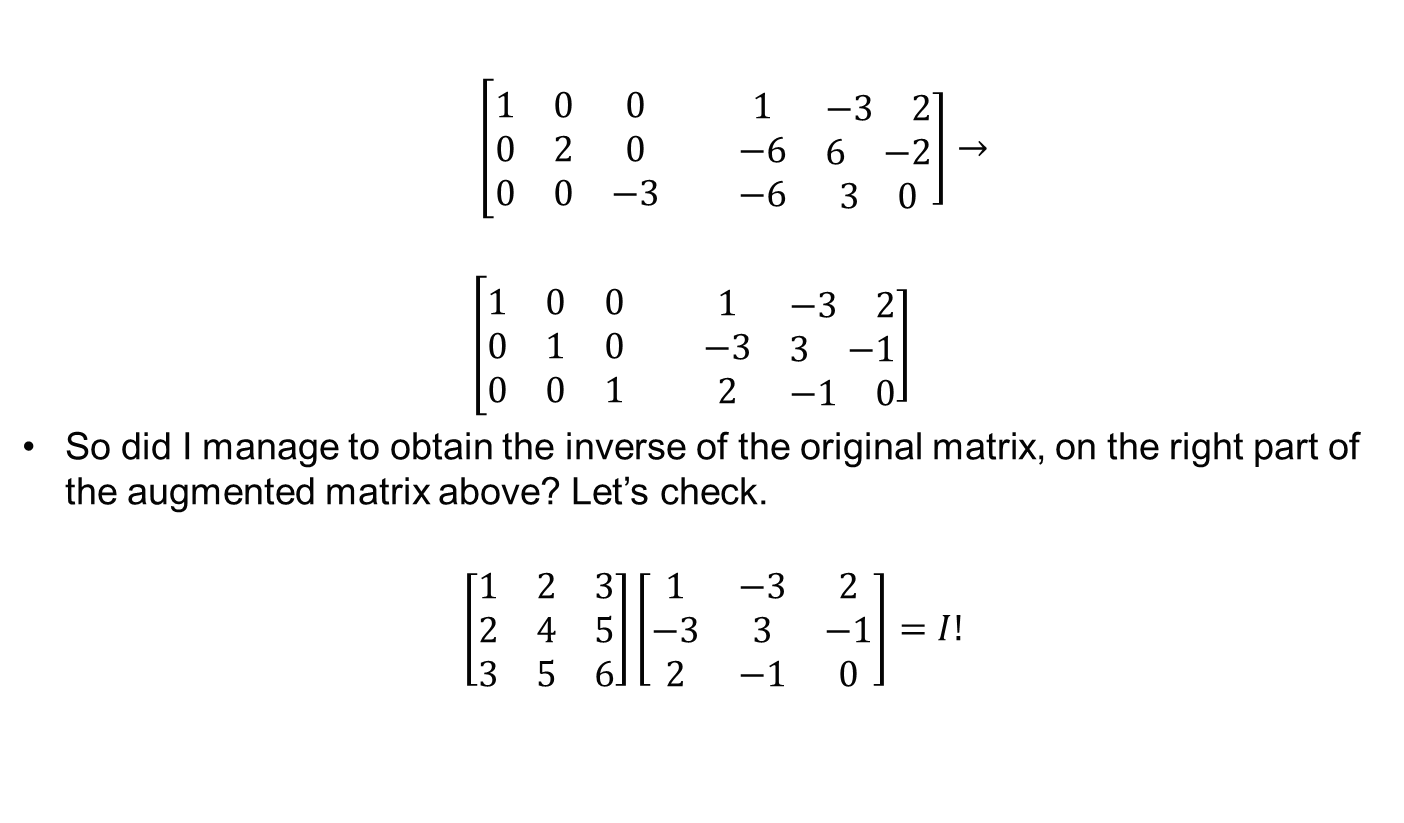 1 0 0 1 −3 2
0 2 0 −6 6 −2 →
0 0 −3 −6 3 0
1 0 0 1 −3 2
0 1 0 −3 3 −1
0 0 1 2 −1 0
• So did I manage to obtain the inverse of the original matrix, on the right part of
the augmented matrix above? Let’s check.
1 2 3 1 −3 2
2 4 5 −3 3 −1 = I!
3 5 6 2 −1 0